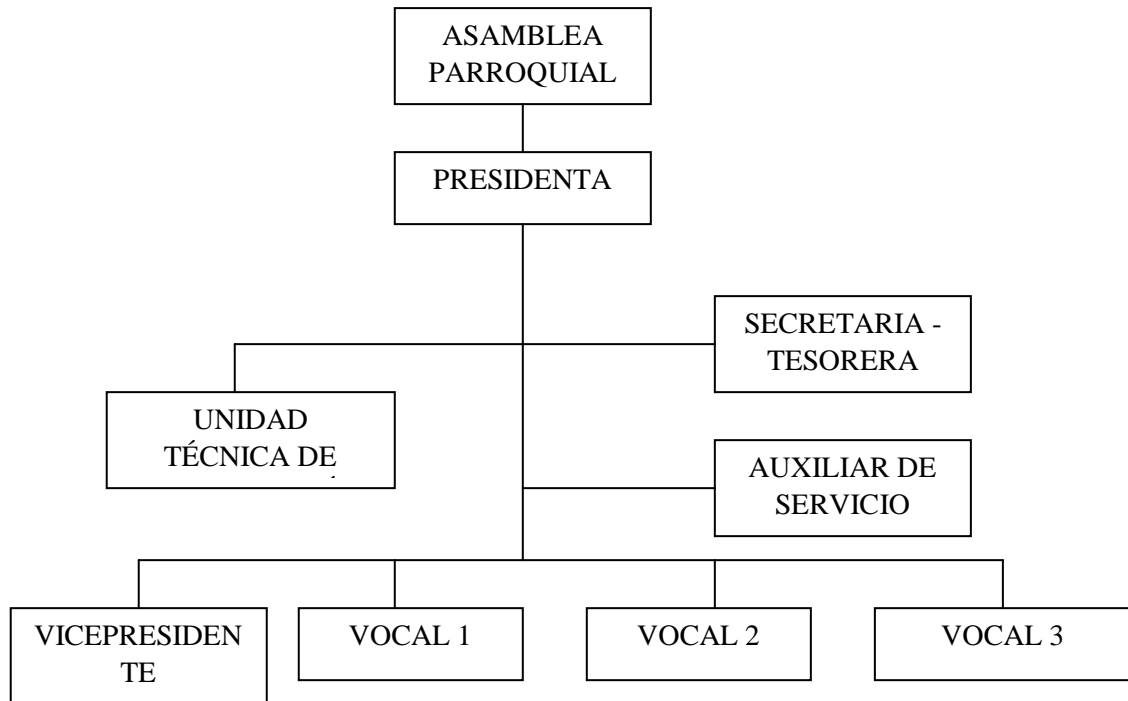 ASAMBLEA
PARROQUIAL
PRESIDENTA
SECRETARIA -
TESORERA
UNIDAD
TÉCNICA DE
AUXILIAR DE
SERVICIO
VICEPRESIDEN
TE
VOCAL 1
VOCAL 2
VOCAL 3